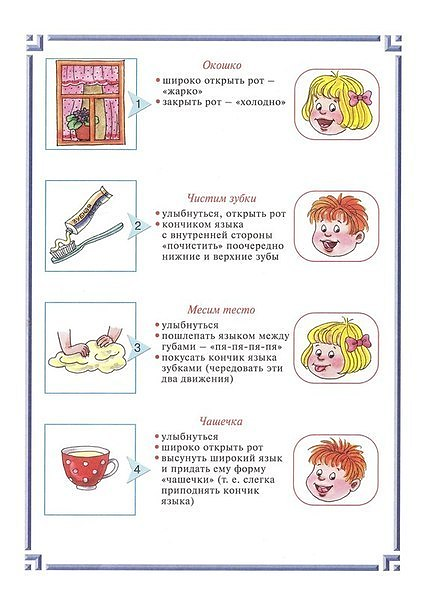 Окошко
• широко открыть рот –
«жарко»
• закрыть рот – «холодно»
1
Чистим зубки
• улыбнуться, открыть рот
• кончиком языка
с внутренней стороны
«почистить» поочередно
нижние и верхние зубы
2
Месим тесто
• улыбнуться
• пошлепать языком между
губами – «пя-пя-пя-пя»
• покусать кончик языка
зубками (чередовать эти
два движения)
3
Чашечка
• улыбнуться
• широко открыть рот
• высунуть широкий язык
и придать ему форму
«чашечки» (т. е. слегка
приподнять кончик
языка)
4